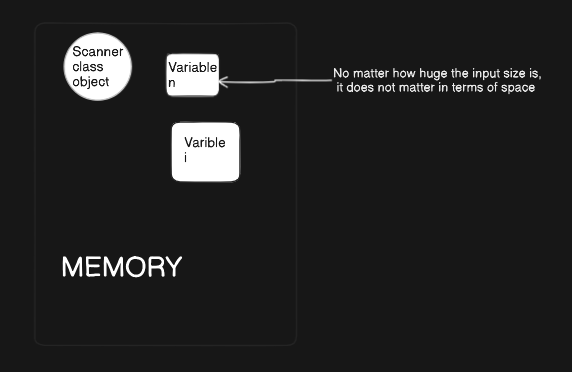 Scanner
class
object
Variable
n
No matter how huge the input size is,
it does not matter in terms of space
Varible
i
MEMORY